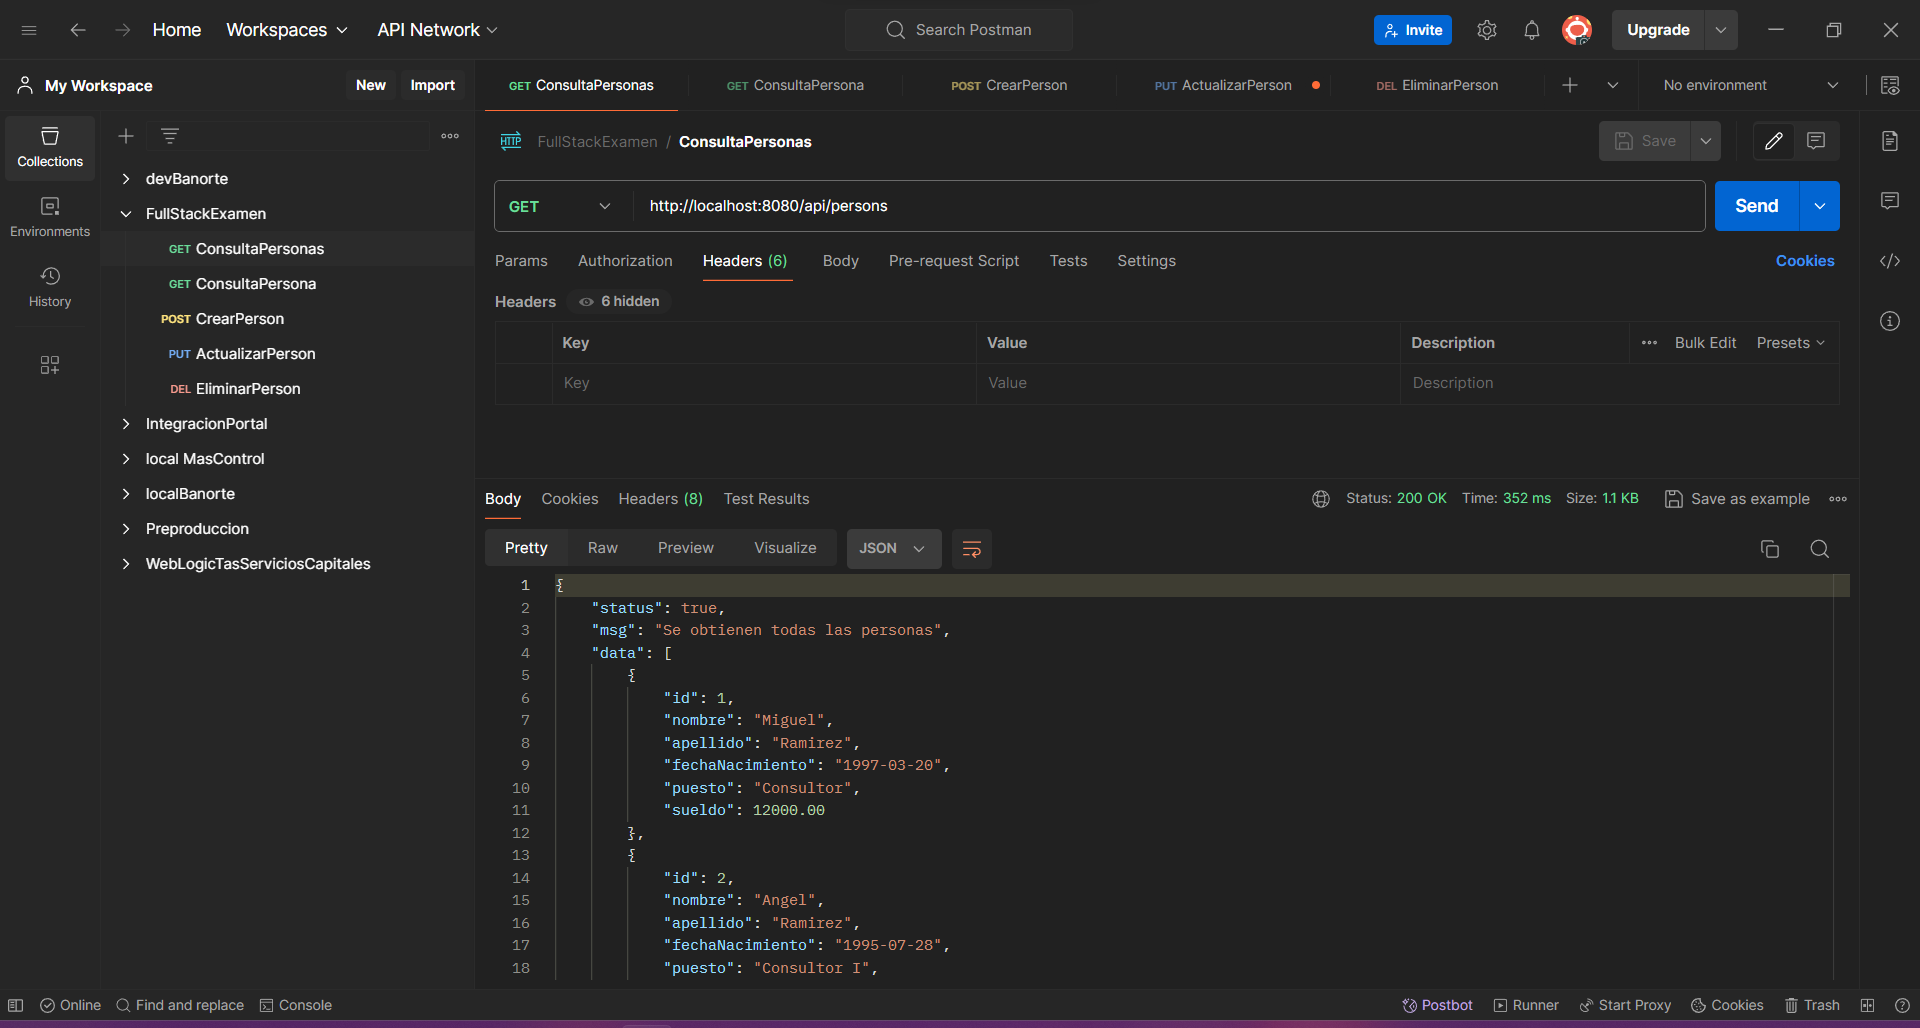 Home Workspaces API Network Search Postman Invite Upgrade
My Workspace New Import GET ConsultaPersonas GET ConsultaPersona POST CrearPerson PUT ActualizarPerson DEL EliminarPerson No environment
Collections
Environments
History
devBanorte
FullStackExamen
GET ConsultaPersonas
GET ConsultaPersona
POST CrearPerson
PUT ActualizarPerson
DEL EliminarPerson
IntegracionPortal
local MasControl
localBanorte
Preproduccion
WebLogicTasServiciosCapitales
HTTP FullStackExamen / ConsultaPersonas Save
GET http://localhost:8080/api/persons Send
Params Authorization Headers (6) Body Pre-request Script Tests Settings Cookies
Headers 6 hidden
Key Value Description Bulk Edit Presets
Key Value Description
Body Cookies Headers (8) Test Results Status: 200 OK Time: 352 ms Size: 1.1 KB Save as example
Pretty Raw Preview Visualize JSON
1 {
2 "status": true,
3 "msg": "Se obtienen todas las personas",
4 "data": [
5 {
6 "id": 1,
7 "nombre": "Miguel",
8 "apellido": "Ramirez",
9 "fechaNacimiento": "1997-03-20",
10 "puesto": "Consultor",
11 "sueldo": 12000.00
12 },
13 {
14 "id": 2,
15 "nombre": "Angel",
16 "apellido": "Ramirez",
17 "fechaNacimiento": "1995-07-28",
18 "puesto": "Consultor I",
Online Find and replace Console Postbot Runner Start Proxy Cookies Trash